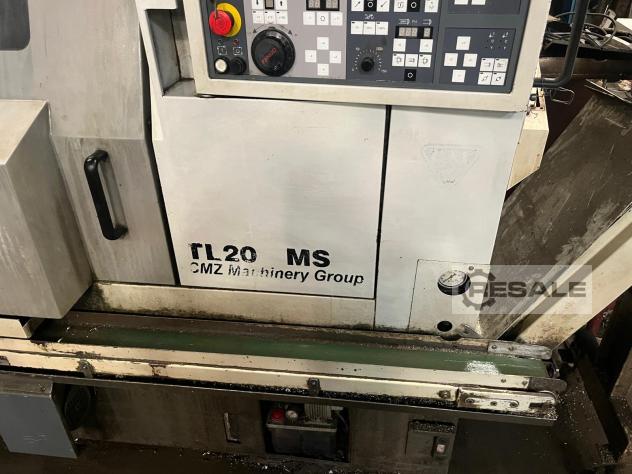 TL20 MS
CMZ Machinery Group
RESALE